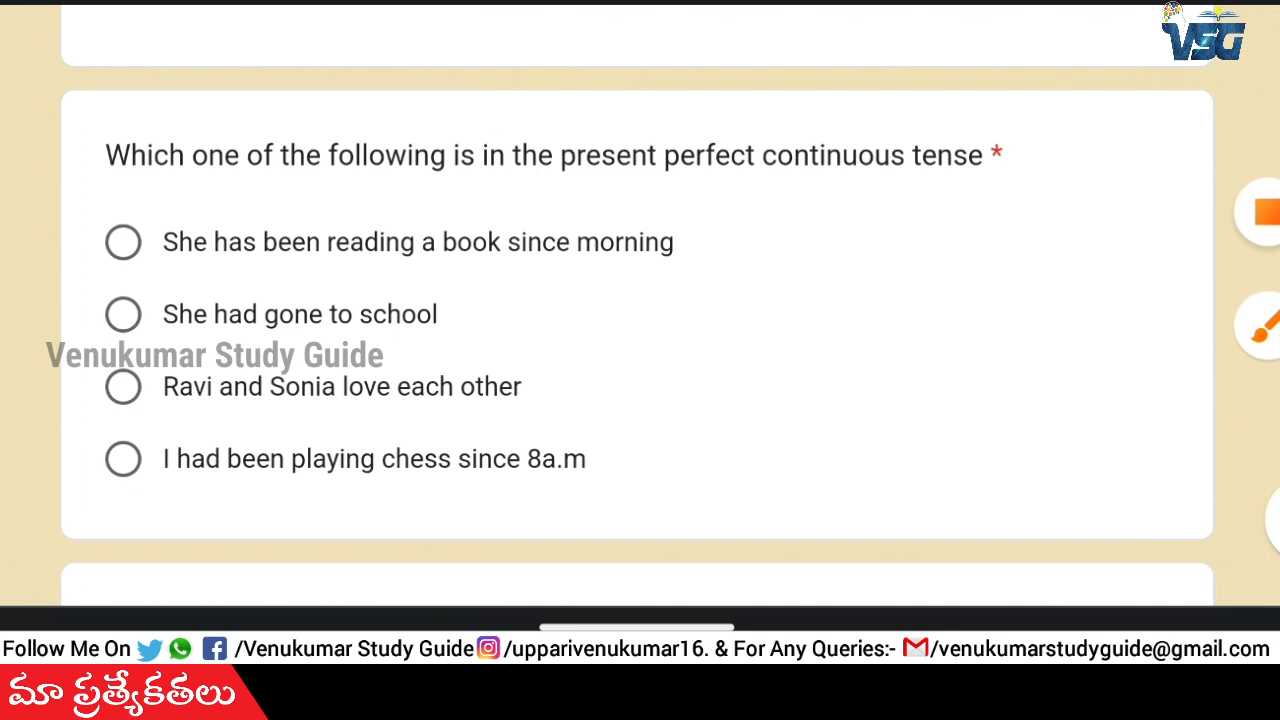 VSG
Which one of the following is in the present perfect continuous tense *
She has been reading a book since morning
She had gone to school
Venukumar Study Guide
Ravi and Sonia love each other
I had been playing chess since 8a.m
Follow Me On /Venukumar Study Guide /upparivenukumar16. & For Any Queries:- /venukumarstudyguide@gmail.com
మా ప్రత్యేకతలు